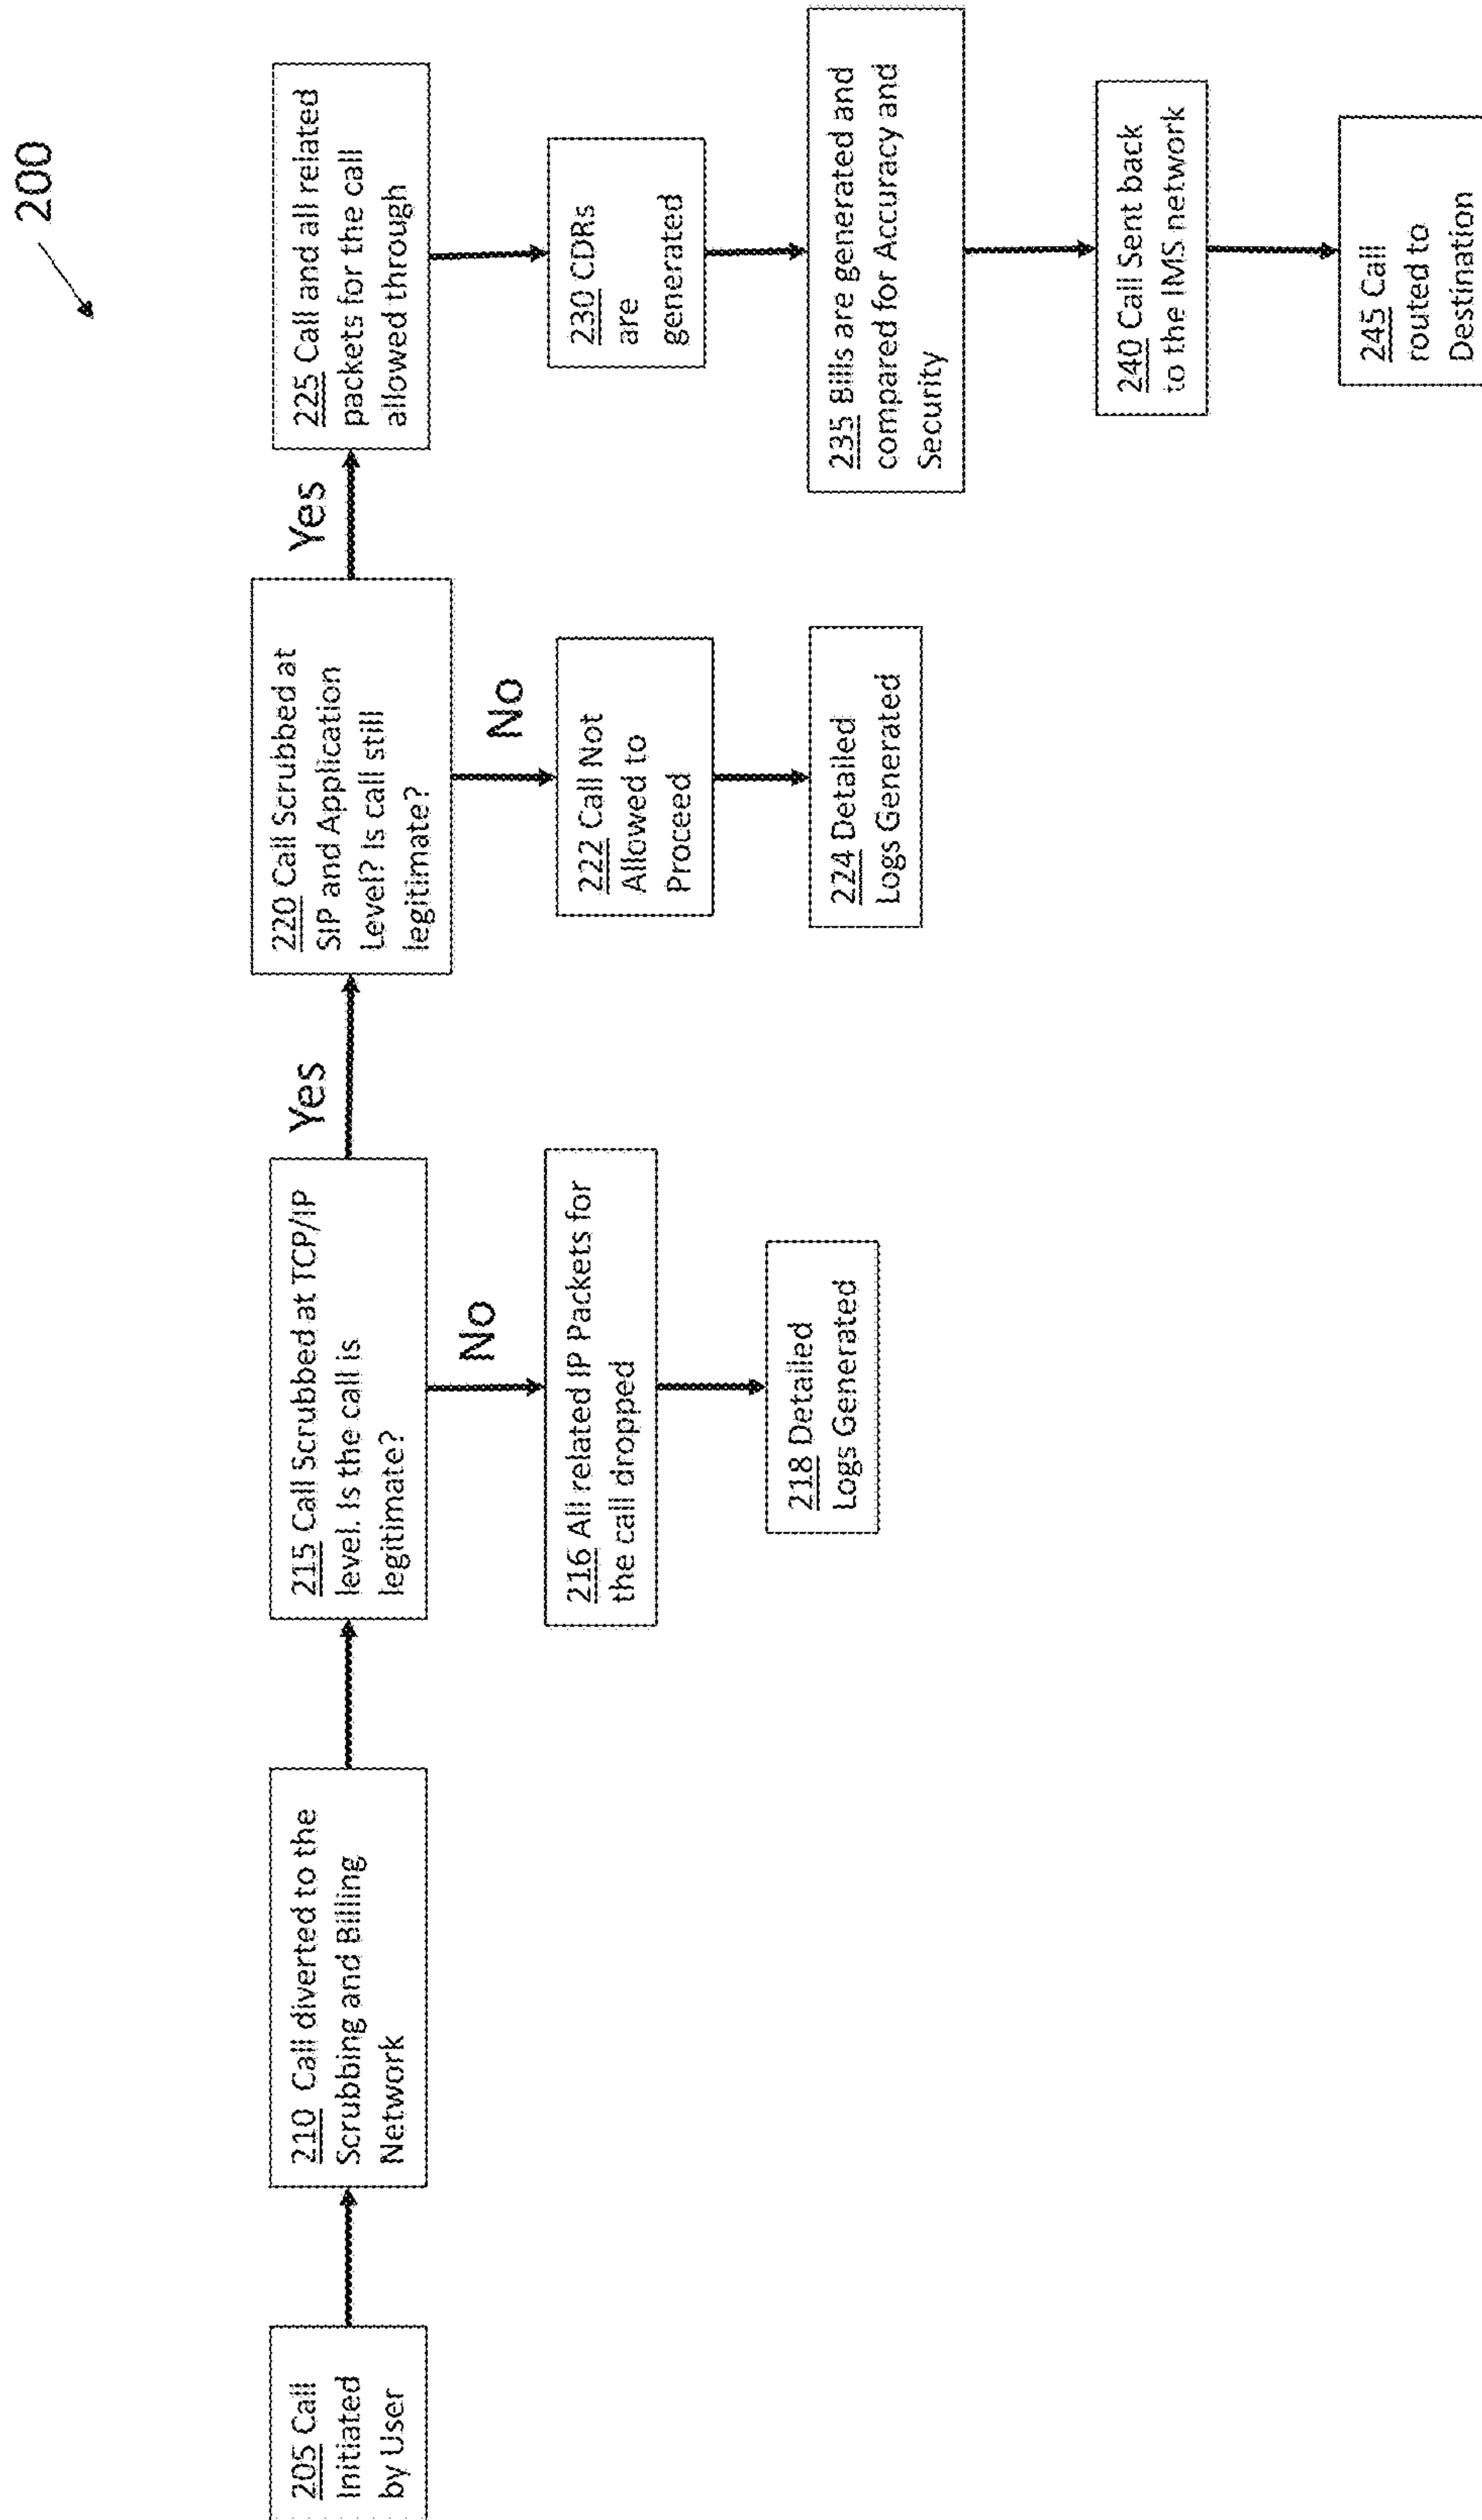 200
205 Call
Initiated
by User
210 Call diverted to the
Scrubbing and Billing
Network
215 Call Scrubbed at TCP/IP
level. Is the call is
legitimate?
Yes
No
216 All related IP Packets for
the call dropped
218 Detailed
Logs Generated
220 Call Scrubbed at
SIP and Application
Level? Is call still
legitimate?
Yes
No
222 Call Not
Allowed to
Proceed
224 Detailed
Logs Generated
225 Call and all related
packets for the call
allowed through
230 CDRs
are
generated
235 Bills are generated and
compared for Accuracy and
Security
240 Call Sent back
to the IMS network
245 Call
routed to
Destination